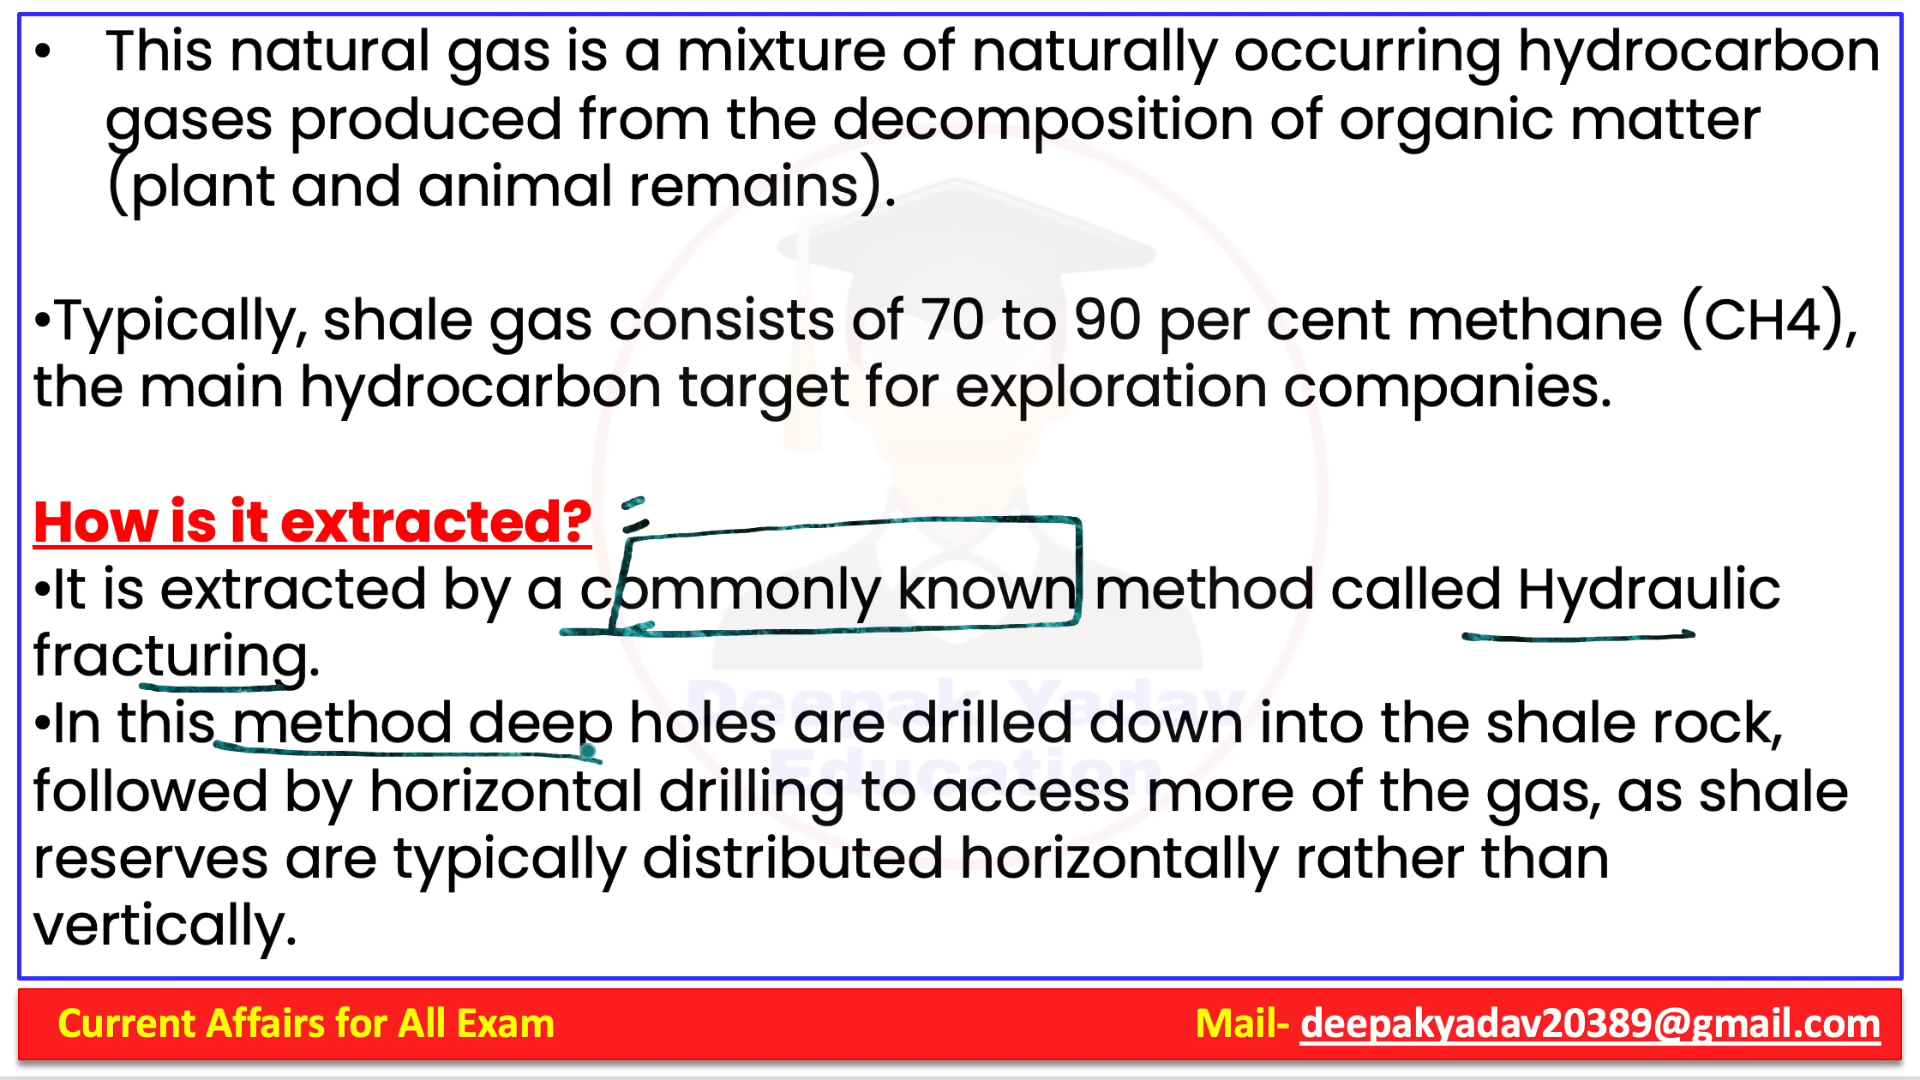 • This natural gas is a mixture of naturally occurring hydrocarbon
gases produced from the decomposition of organic matter
(plant and animal remains).
•Typically, shale gas consists of 70 to 90 per cent methane (CH4),
the main hydrocarbon target for exploration companies.
How is it extracted?
•It is extracted by a commonly known method called Hydraulic
fracturing.
•In this method deep holes are drilled down into the shale rock,
followed by horizontal drilling to access more of the gas, as shale
reserves are typically distributed horizontally rather than
vertically.
Deepak Yadav
Education
Current Affairs for All Exam
Mail- deepakyadav20389@gmail.com